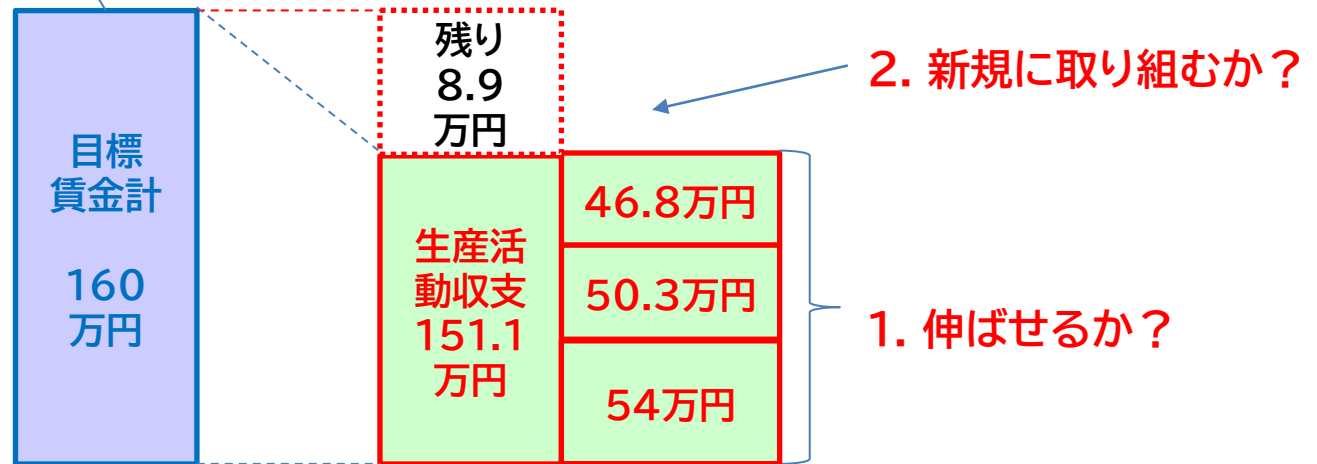 目標
賃金計
160
万円
残り
8.9
万円
生産活
動収支
151.1
万円
46.8万円
50.3万円
54万円
2. 新規に取り組むか？
1. 伸ばせるか？